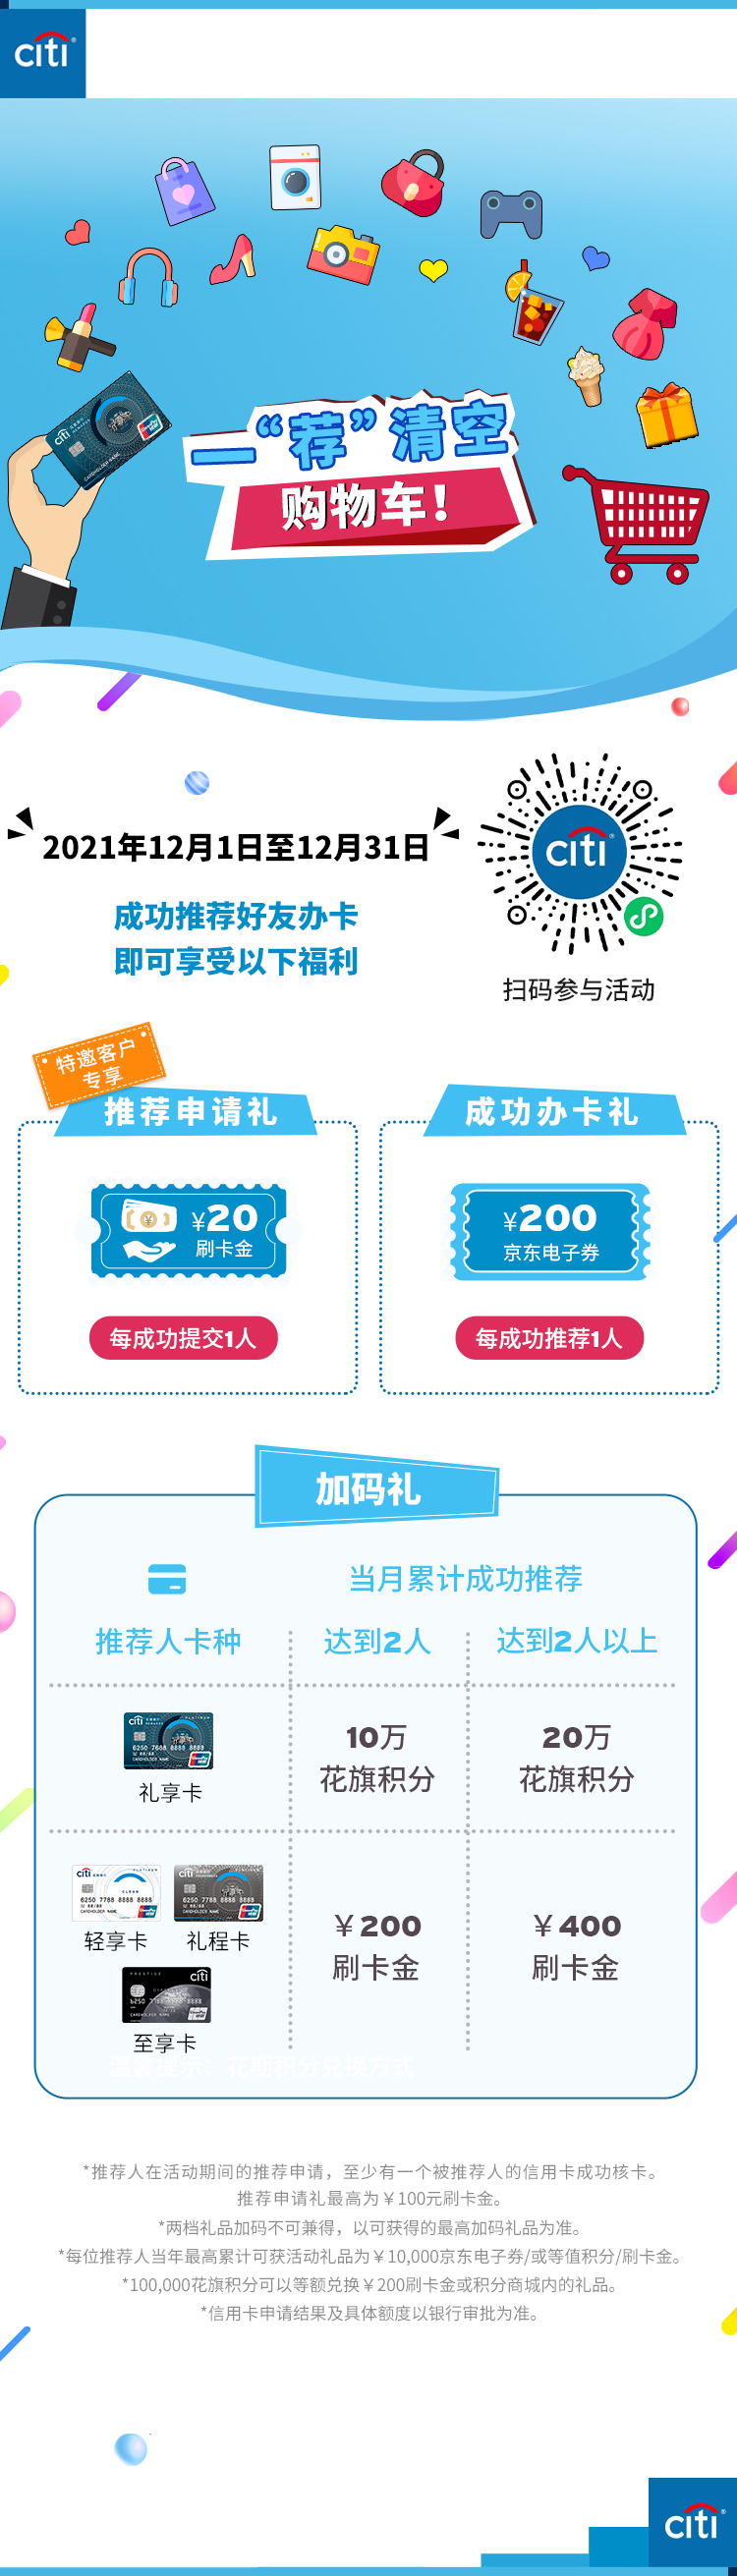 citi
一“荐”清空
购物车！
2021年12月1日至12月31日
成功推荐好友办卡
即可享受以下福利
citi
扫码参与活动
特邀客户
专享
推荐申请礼
¥20
刷卡金
每成功提交1人
成功办卡礼
¥200
京东电子券
每成功推荐1人
加码礼
当月累计成功推荐
推荐人卡种
达到2人
达到2人以上
礼享卡
10万
花旗积分
20万
花旗积分
轻享卡
礼程卡
至享卡
￥200
刷卡金
￥400
刷卡金
温馨提示：花期积分兑换方式
*推荐人在活动期间的推荐申请，至少有一个被推荐人的信用卡成功核卡。
推荐申请礼最高为￥100元刷卡金。
*两档礼品加码不可兼得，以可获得的最高加码礼品为准。
*每位推荐人当年最高累计可获活动礼品为￥10,000京东电子券/或等值积分/刷卡金。
*100,000花旗积分可以等额兑换￥200刷卡金或积分商城内的礼品。
*信用卡申请结果及具体额度以银行审批为准。
citi